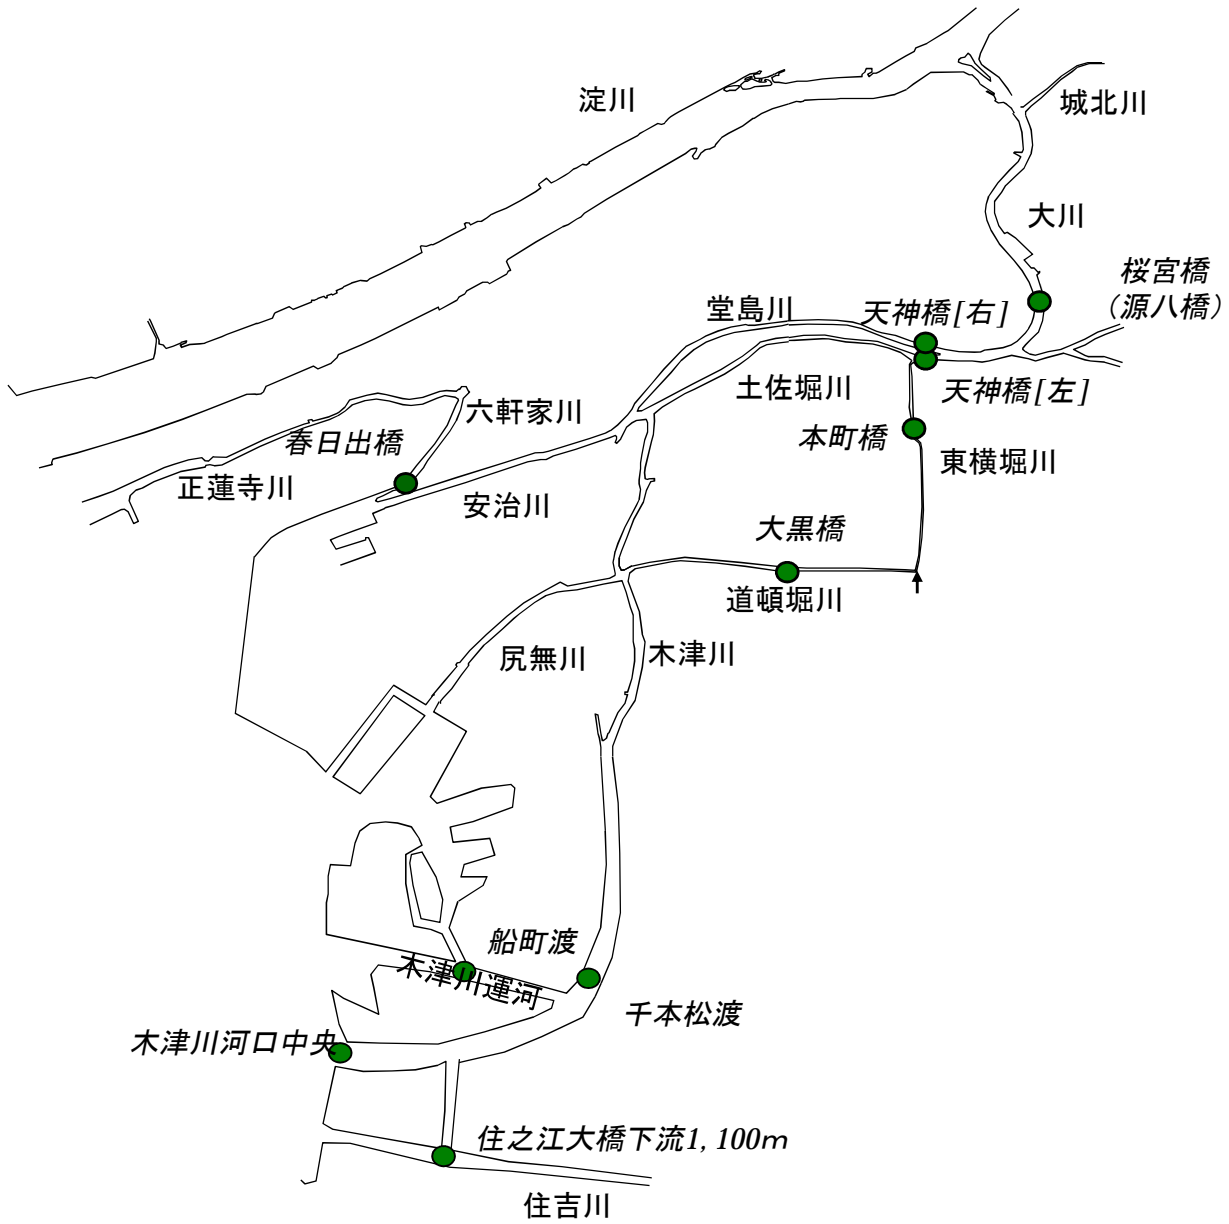 淀川
城北川
大川
桜宮橋
（源八橋）
堂島川
天神橋[右]
土佐堀川
天神橋[左]
六軒家川
春日出橋
本町橋
東横堀川
正蓮寺川
安治川
大黒橋
道頓堀川
尻無川
木津川
船町渡
木津川運河
千本松渡
木津川河口中央
住之江大橋下流1,100m
住吉川